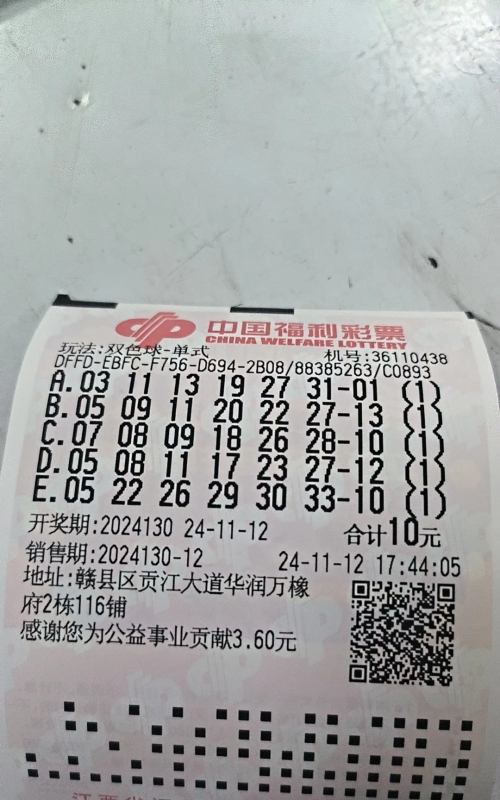 中国福利彩票
CHINA WELFARE LOTTERY
玩法:双色球-单式 机号:36110438
DFFD-EBFC-F756-D694-2B08/88385263/C0893
A.03 11 13 19 27 31-01 (1)
B.05 09 11 20 22 27-13 (1)
C.07 08 09 18 26 28-10 (1)
D.05 08 11 17 23 27-12 (1)
E.05 22 26 29 30 33-10 (1)
开奖期:2024130 24-11-12 合计10元
销售期:2024130-12 24-11-12 17:44:05
地址:赣县区贡江大道华润万橡
府2栋116铺
感谢您为公益事业贡献3.60元